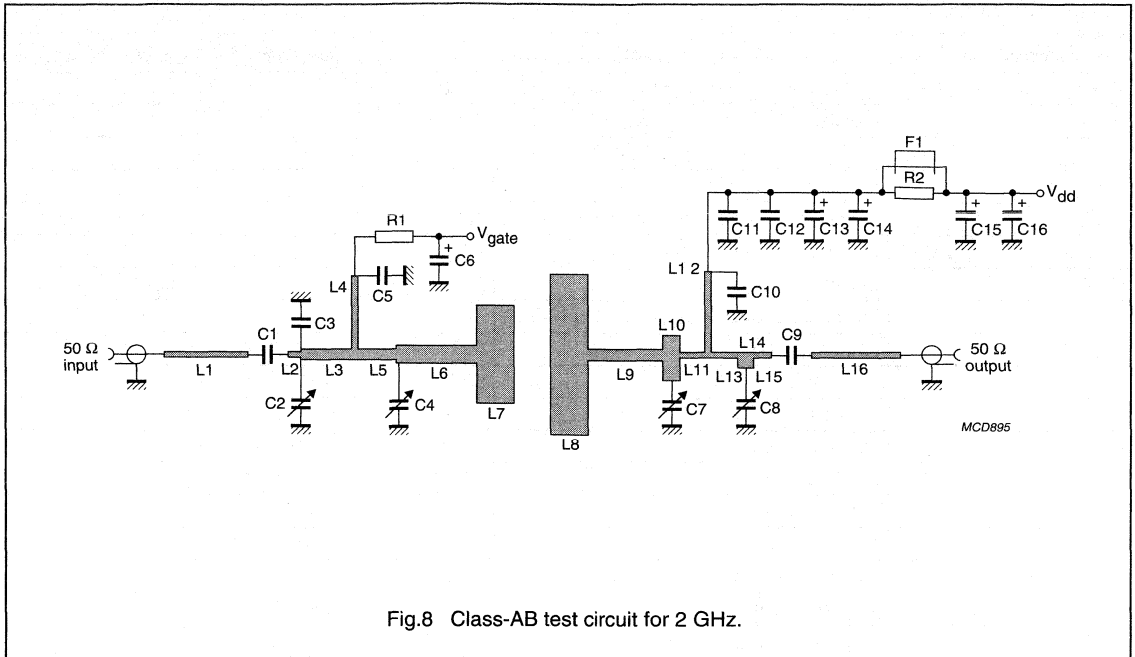 F1
R2
Vdd
C11 C12 C13 C14 C15 C16
R1
Vgate
C6
L4 C5
L1 2
C10
C3
C1
L10
L14 C9
50 Ω
input
L1
L2 L3 L5 L6
L9
L11 L13 L15
L16
50 Ω
output
C2 C4
L7
C7 C8
L8
MCD895
Fig.8 Class-AB test circuit for 2 GHz.